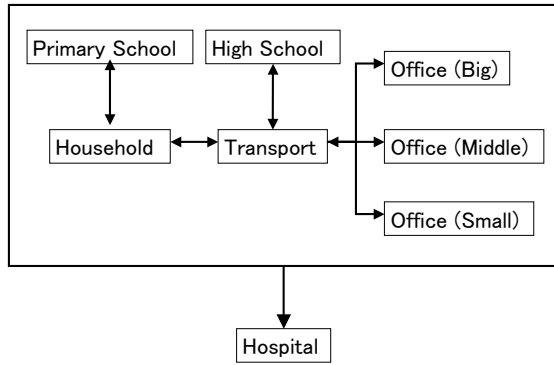 Primary School
High School
Office (Big)
Household
Transport
Office (Middle)
Office (Small)
Hospital